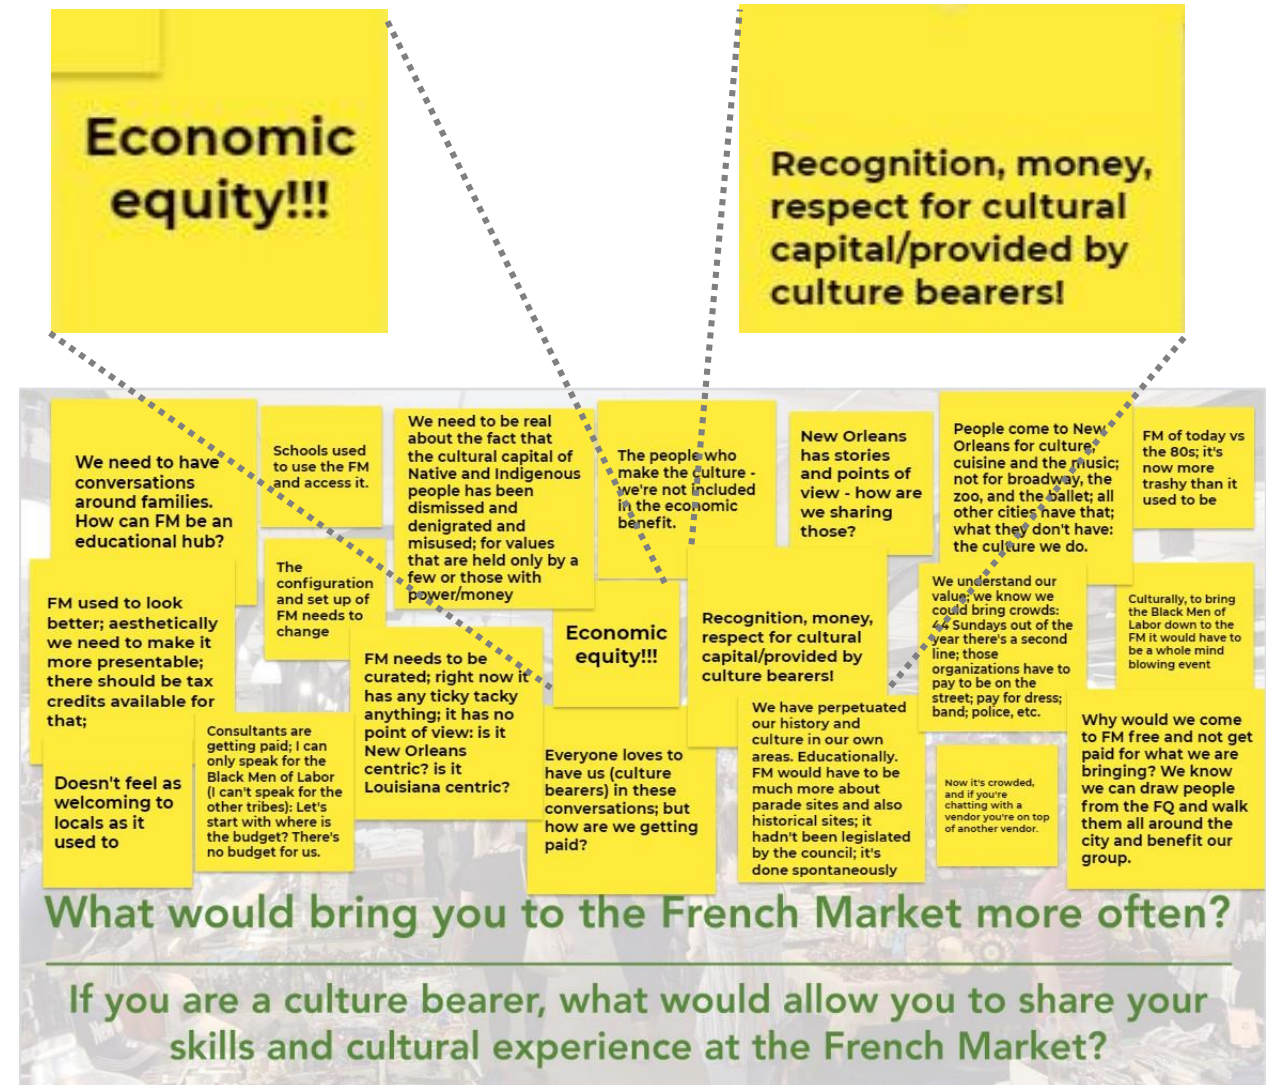 Economic
equity!!!
Recognition, money,
respect for cultural
capital/provided by
culture bearers!
We need to have
conversations
around families.
How can FM be an
educational hub?
Schools used
to use the FM
and access it.
We need to be real
about the fact that
the cultural capital of
Native and Indigenous
people has been
dismissed and
denigrated and
misused; for values
that are held only by a
few or those with
power/money
The people who
make the culture -
we're not included
in the economic
benefit.
New Orleans
has stories
and points of
view - how are
we sharing
those?
People come to New
Orleans for culture,
cuisine and the music;
not for broadway, the
zoo, and the ballet; all
other cities have that;
what they don't have:
the culture we do.
FM of today vs
the 80s; it's
now more
trashy than it
used to be
FM used to look
better; aesthetically
we need to make it
more presentable;
there should be tax
credits available for
that;
The
configuration
and set up of
FM needs to
change
FM needs to be
curated; right now it
has any ticky tacky
anything; it has no
point of view: is it
New Orleans
centric? is it
Louisiana centric?
Economic
equity!!!
Recognition, money,
respect for cultural
capital/provided by
culture bearers!
We understand our
value; we know we
could bring crowds:
44 Sundays out of the
year there's a second
line; those
organizations have to
pay to be on the
street; pay for dress;
band; police, etc.
Culturally, to bring
the Black Men of
Labor down to the
FM it would have to
be a whole mind
blowing event
Doesn't feel as
welcoming to
locals as it
used to
Consultants are
getting paid; I can
only speak for the
Black Men of Labor
(I can't speak for the
other tribes): Let's
start with where is
the budget? There's
no budget for us.
Everyone loves to
have us (culture
bearers) in these
conversations; but
how are we getting
paid?
We have perpetuated
our history and
culture in our own
areas. Educationally.
FM would have to be
much more about
parade sites and also
historical sites; it
hadn't been legislated
by the council; it's
done spontaneously
Now it's crowded,
and if you're
chatting with a
vendor you're on top
of another vendor.
Why would we come
to FM free and not get
paid for what we are
bringing? We know
we can draw people
from the FQ and walk
them all around the
city and benefit our
group.
What would bring you to the French Market more often?
If you are a culture bearer, what would allow you to share your
skills and cultural experience at the French Market?